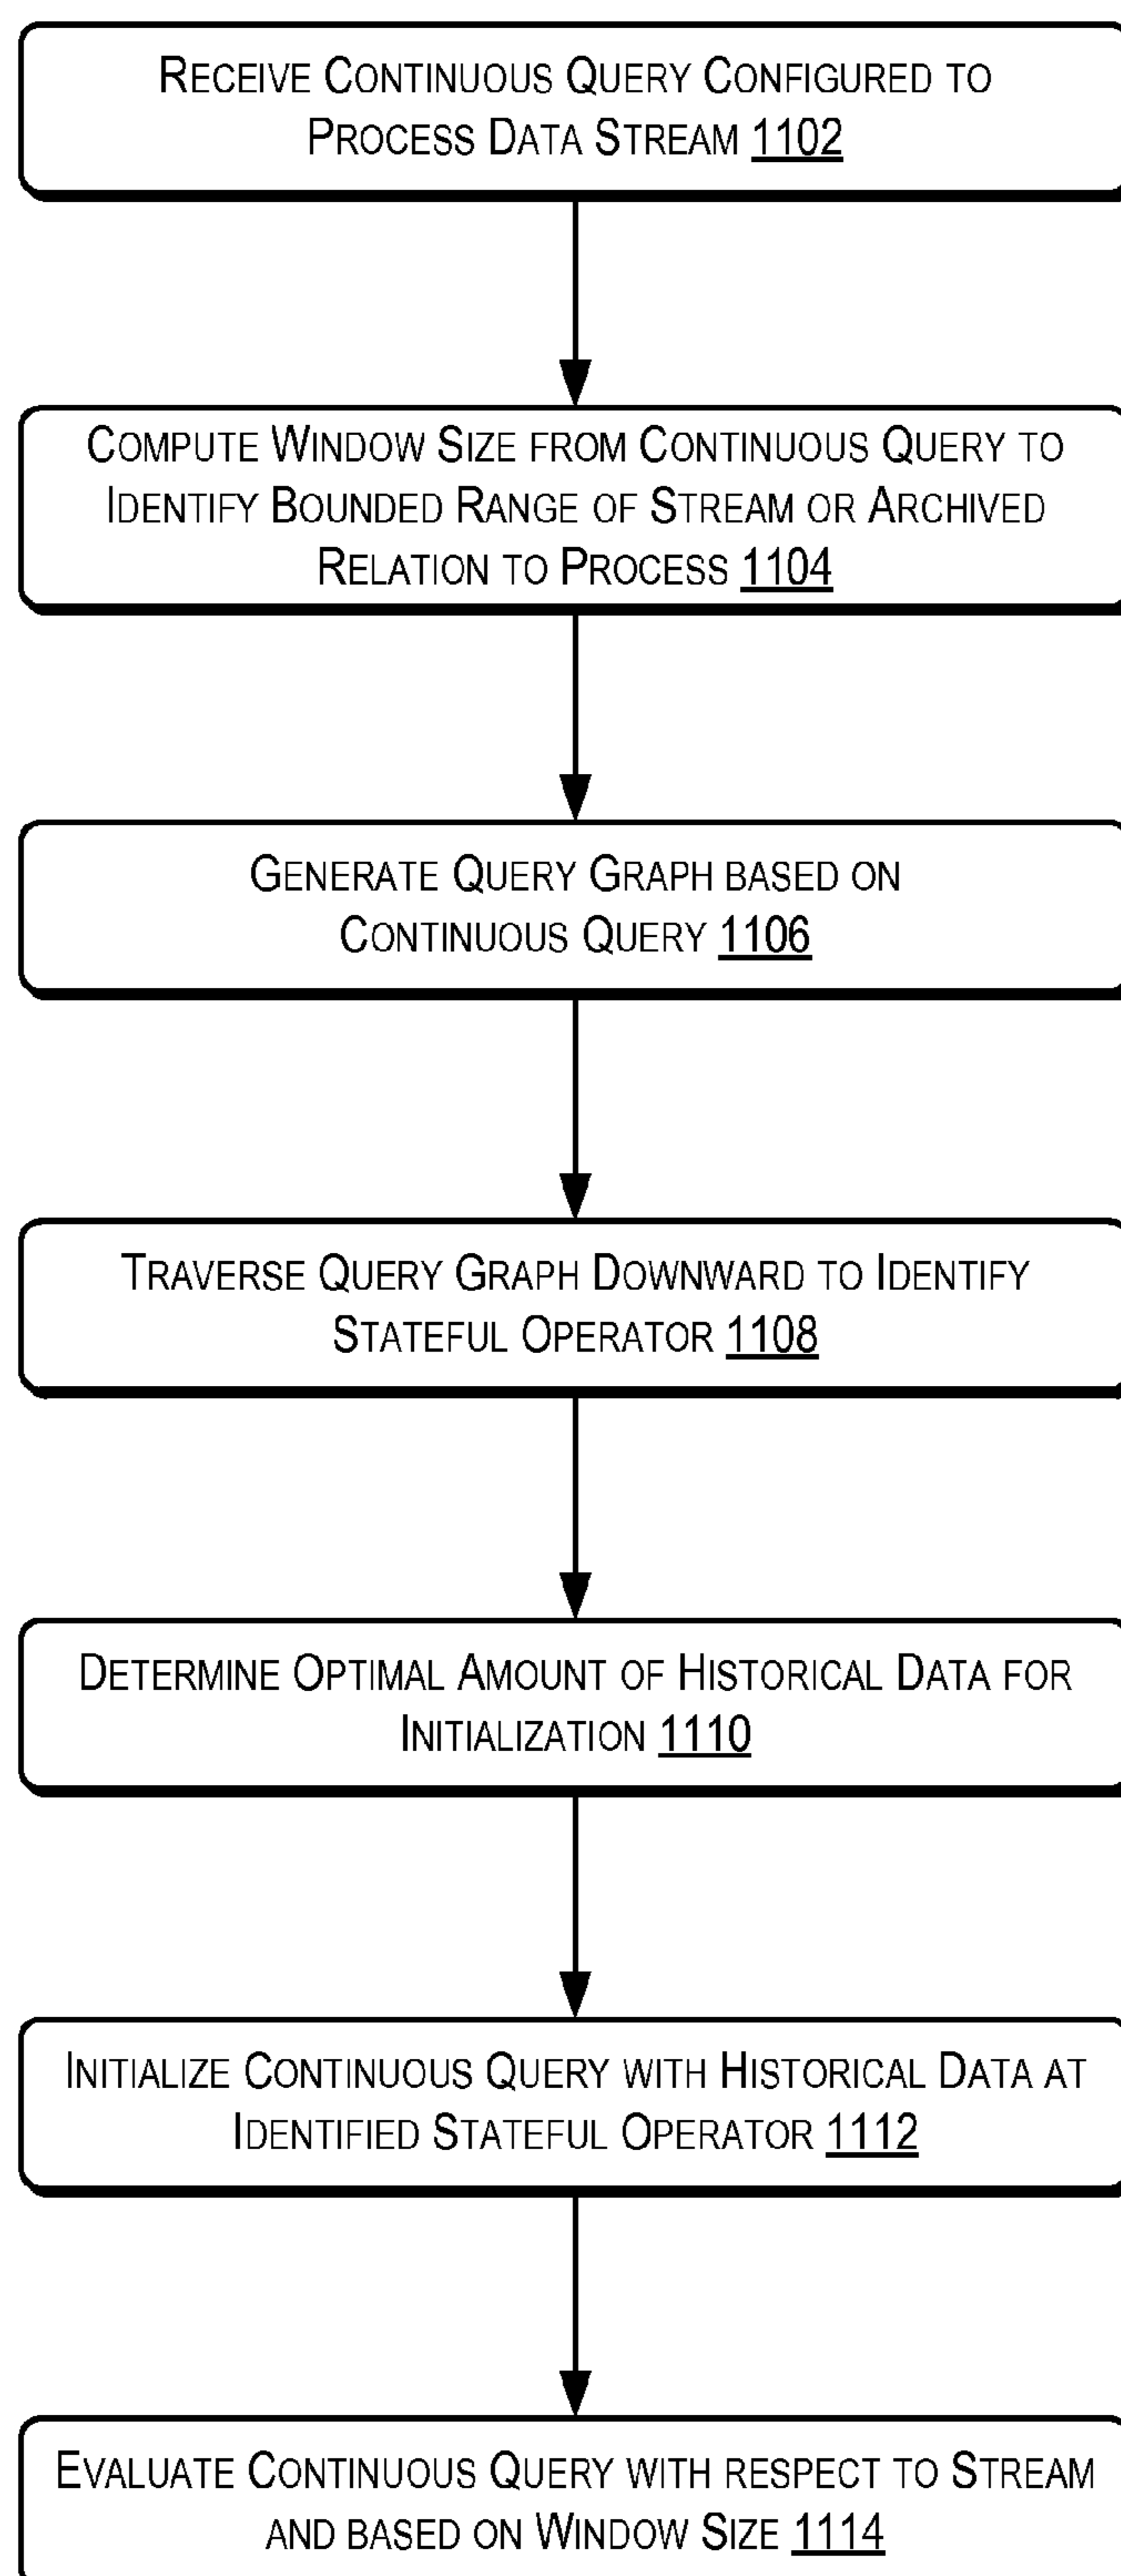 RECEIVE CONTINUOUS QUERY CONFIGURED TO
PROCESS DATA STREAM 1102
COMPUTE WINDOW SIZE FROM CONTINUOUS QUERY TO
IDENTIFY BOUNDED RANGE OF STREAM OR ARCHIVED
RELATION TO PROCESS 1104
GENERATE QUERY GRAPH BASED ON
CONTINUOUS QUERY 1106
TRAVERSE QUERY GRAPH DOWNWARD TO IDENTIFY
STATEFUL OPERATOR 1108
DETERMINE OPTIMAL AMOUNT OF HISTORICAL DATA FOR
INITIALIZATION 1110
INITIALIZE CONTINUOUS QUERY WITH HISTORICAL DATA AT
IDENTIFIED STATEFUL OPERATOR 1112
EVALUATE CONTINUOUS QUERY WITH RESPECT TO STREAM
AND BASED ON WINDOW SIZE 1114